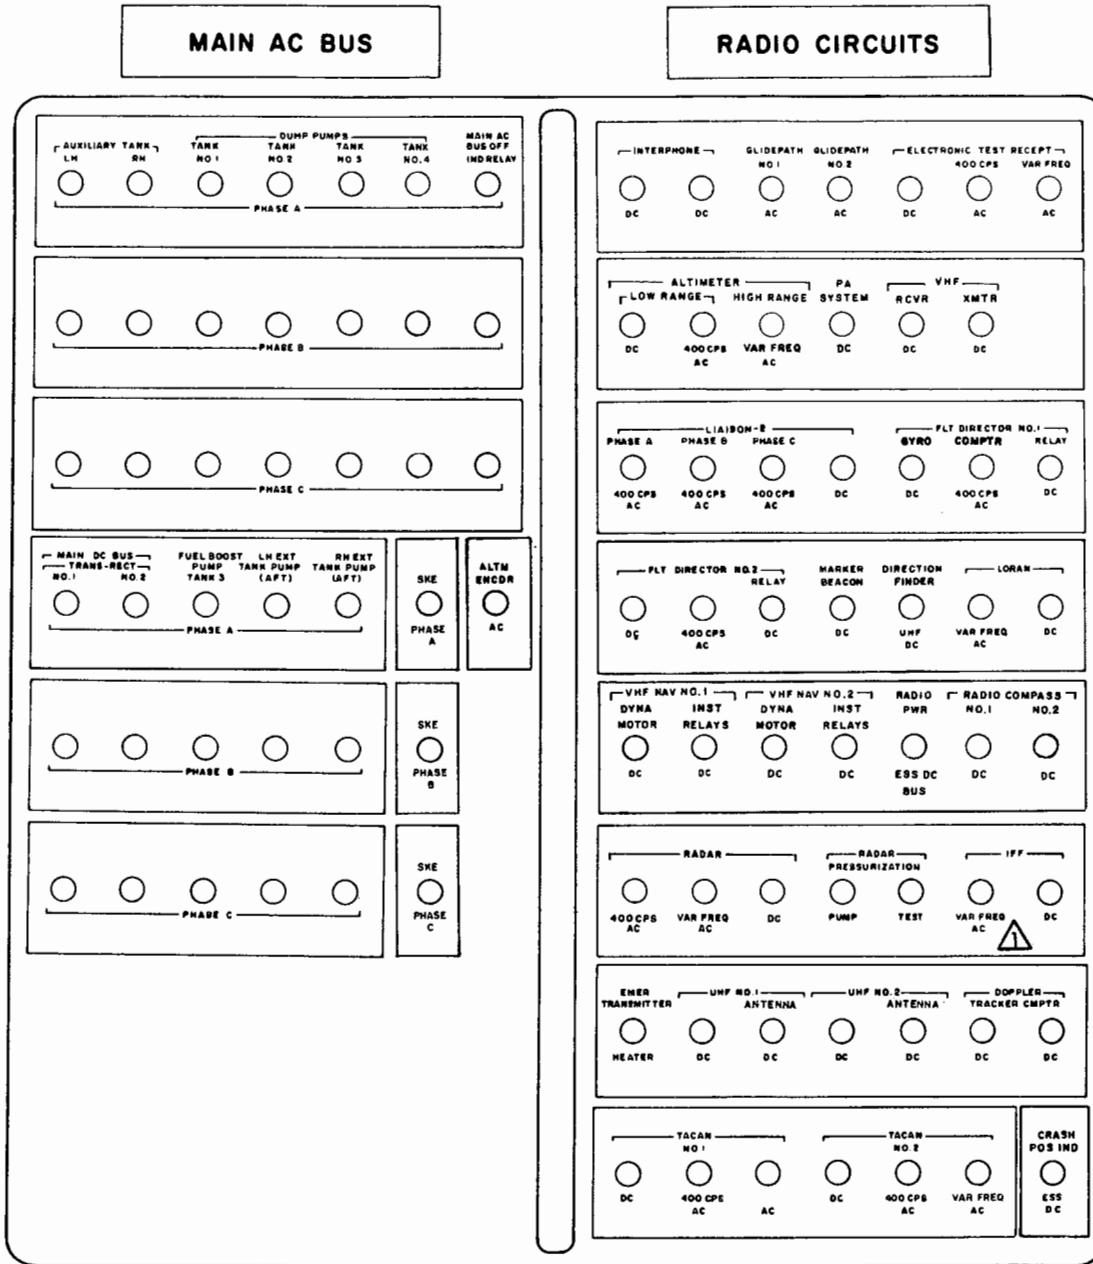 MAIN AC BUS
AUXILIARY TANK
LH RH
DUMP PUMPS
TANK NO.1 TANK NO.2 TANK NO.3 TANK NO.4
MAIN AC
BUS OFF
IND RELAY
PHASE A
PHASE B
PHASE C
MAIN DC BUS
TRANS-RECT
NO.1 NO.2
FUEL BOOST
PUMP
TANK 3
LH EXT
TANK PUMP
(AFT)
RH EXT
TANK PUMP
(AFT)
PHASE A
SKE
PHASE
A
ALTM
ENCDR
AC
PHASE B
SKE
PHASE
B
PHASE C
SKE
PHASE
C
RADIO CIRCUITS
INTERPHONE
GLIDEPATH
NO.1
GLIDEPATH
NO.2
ELECTRONIC TEST RECEPT
400 CPS VAR FREQ
DC DC AC AC DC AC AC
ALTIMETER
LOW RANGE HIGH RANGE
PA
SYSTEM
VHF
RCVR XMTR
DC 400 CPS VAR FREQ DC DC DC
AC AC
LIAISON-2
PHASE A PHASE B PHASE C
FLT DIRECTOR NO.1
GYRO COMPTR RELAY
400 CPS 400 CPS 400 CPS DC DC 400 CPS DC
AC AC AC AC
FLT DIRECTOR NO.2
RELAY
MARKER
BEACON
DIRECTION
FINDER
LORAN
DC 400 CPS DC DC UHF VAR FREQ DC
AC DC AC
VHF NAV NO.1 VHF NAV NO.2
DYNA INST DYNA INST
MOTOR RELAYS MOTOR RELAYS
RADIO
PWR
RADIO COMPASS
NO.1 NO.2
DC DC DC DC ESS DC DC DC
BUS
RADAR
RADAR
PRESSURIZATION
IFF
400 CPS VAR FREQ DC PUMP TEST VAR FREQ DC
AC AC AC
1
EMER
TRANSMITTER
UHF NO.1
ANTENNA
UHF NO.2
ANTENNA
DOPPLER
TRACKER CMPTR
HEATER DC DC DC DC DC DC
TACAN
NO.1
TACAN
NO.2
DC 400 CPS AC DC 400 CPS VAR FREQ
AC AC AC
CRASH
POS IND
ESS
DC